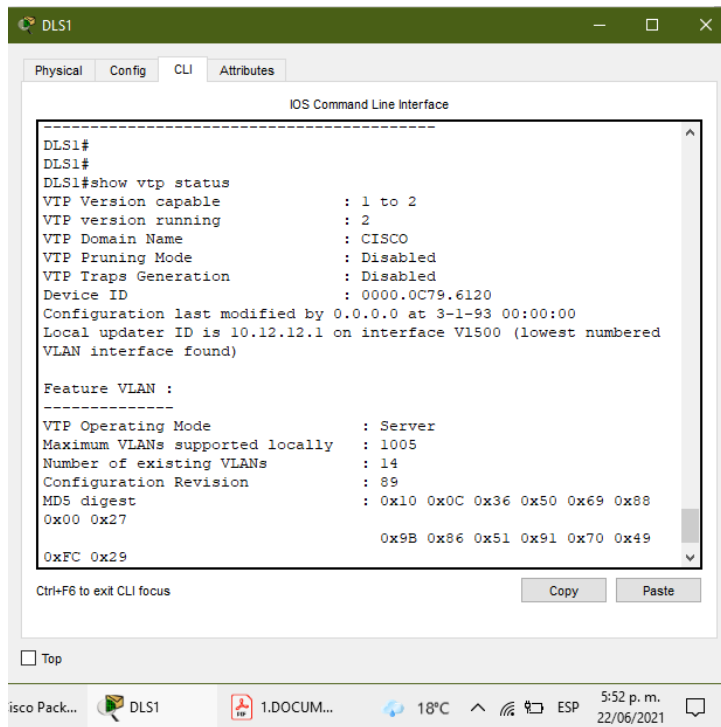 DLS1
Physical Config CLI Attributes
IOS Command Line Interface
-------------------------------------------
DLS1#
DLS1#
DLS1#show vtp status
VTP Version capable : 1 to 2
VTP version running : 2
VTP Domain Name : CISCO
VTP Pruning Mode : Disabled
VTP Traps Generation : Disabled
Device ID : 0000.0C79.6120
Configuration last modified by 0.0.0.0 at 3-1-93 00:00:00
Local updater ID is 10.12.12.1 on interface Vl500 (lowest numbered
VLAN interface found)
Feature VLAN :
--------------
VTP Operating Mode : Server
Maximum VLANs supported locally : 1005
Number of existing VLANs : 14
Configuration Revision : 89
MD5 digest : 0x10 0x0C 0x36 0x50 0x69 0x88
0x00 0x27
0x9B 0x86 0x51 0x91 0x70 0x49
0xFC 0x29
Ctrl+F6 to exit CLI focus
Copy Paste
Top
isco Pack... DLS1 1.DOCUM... 18°C ESP 5:52 p. m.
22/06/2021